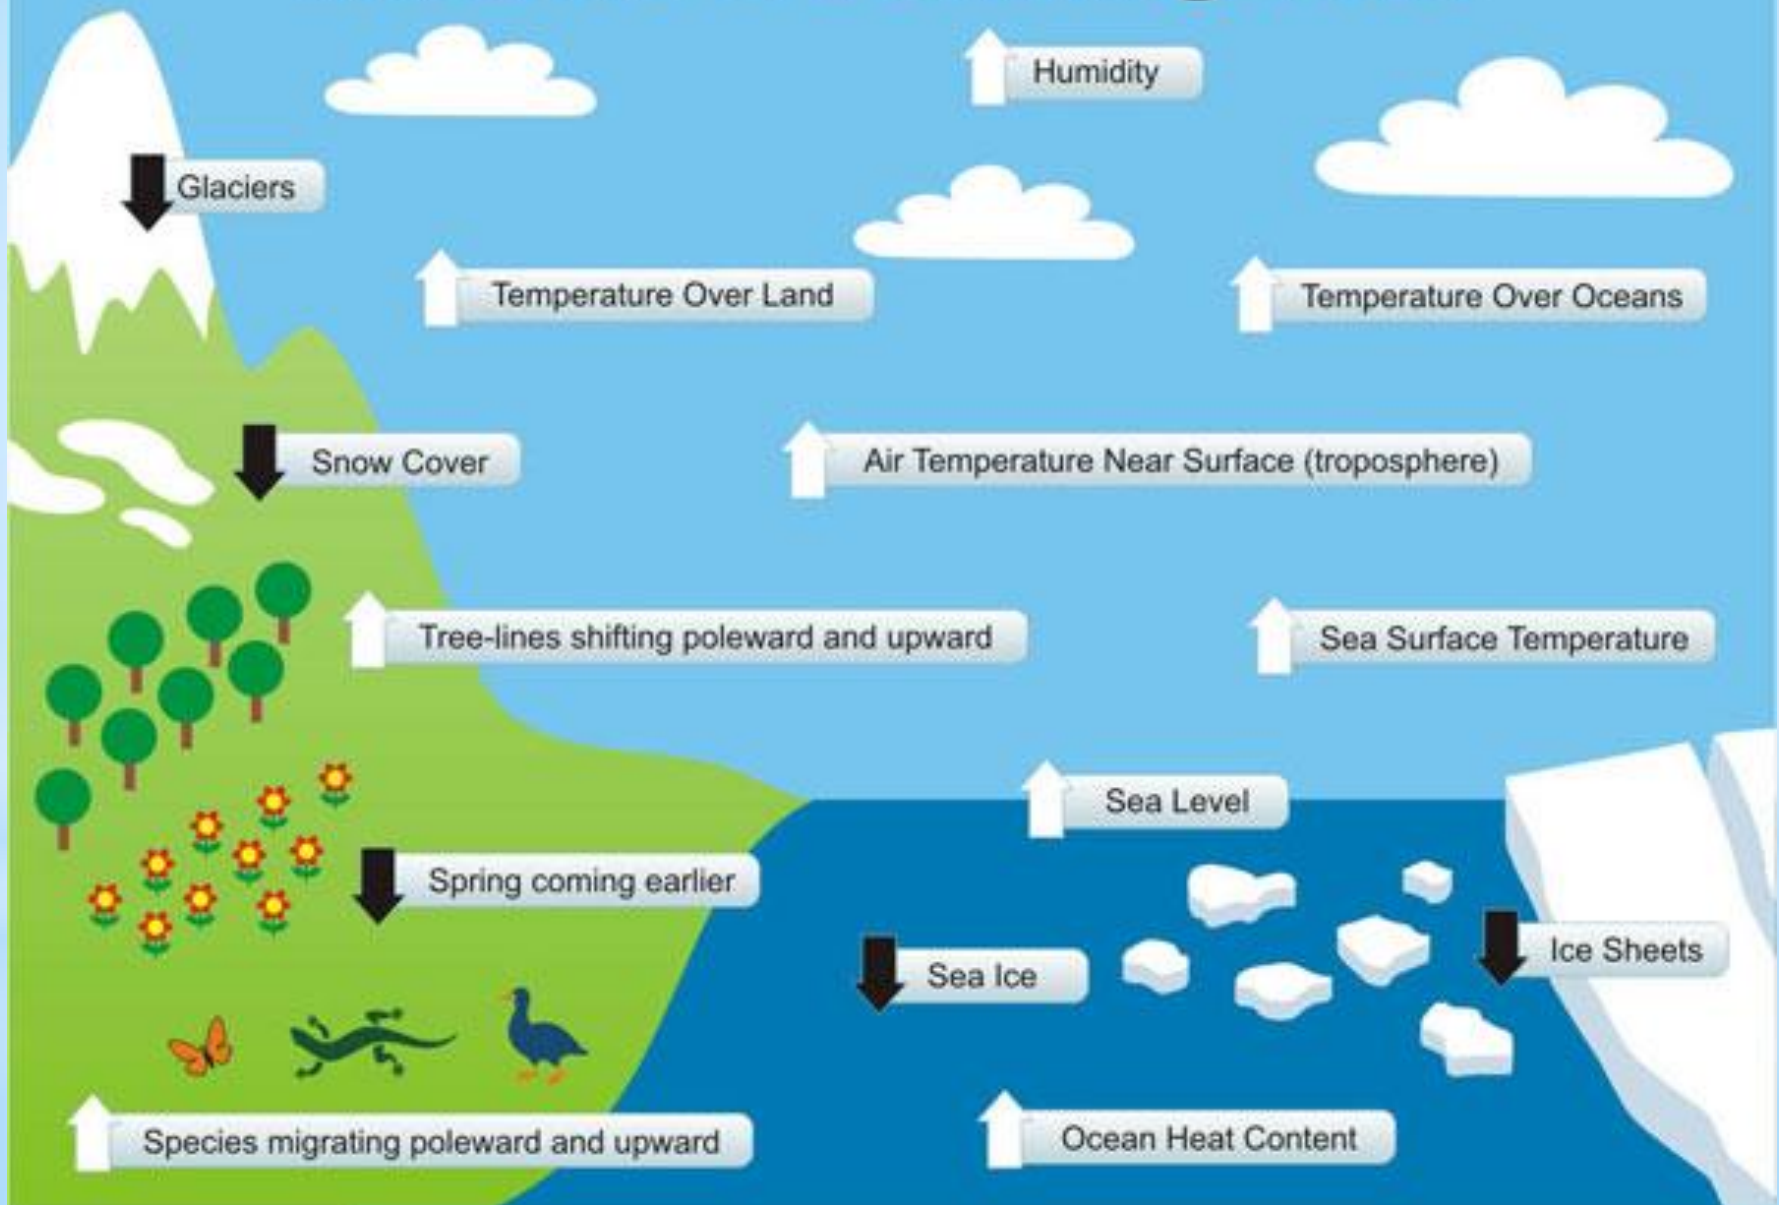 Humidity
Glaciers
Temperature Over Land
Temperature Over Oceans
Snow Cover
Air Temperature Near Surface (troposphere)
Tree-lines shifting poleward and upward
Sea Surface Temperature
Sea Level
Spring coming earlier
Ice Sheets
Sea Ice
Species migrating poleward and upward
Ocean Heat Content